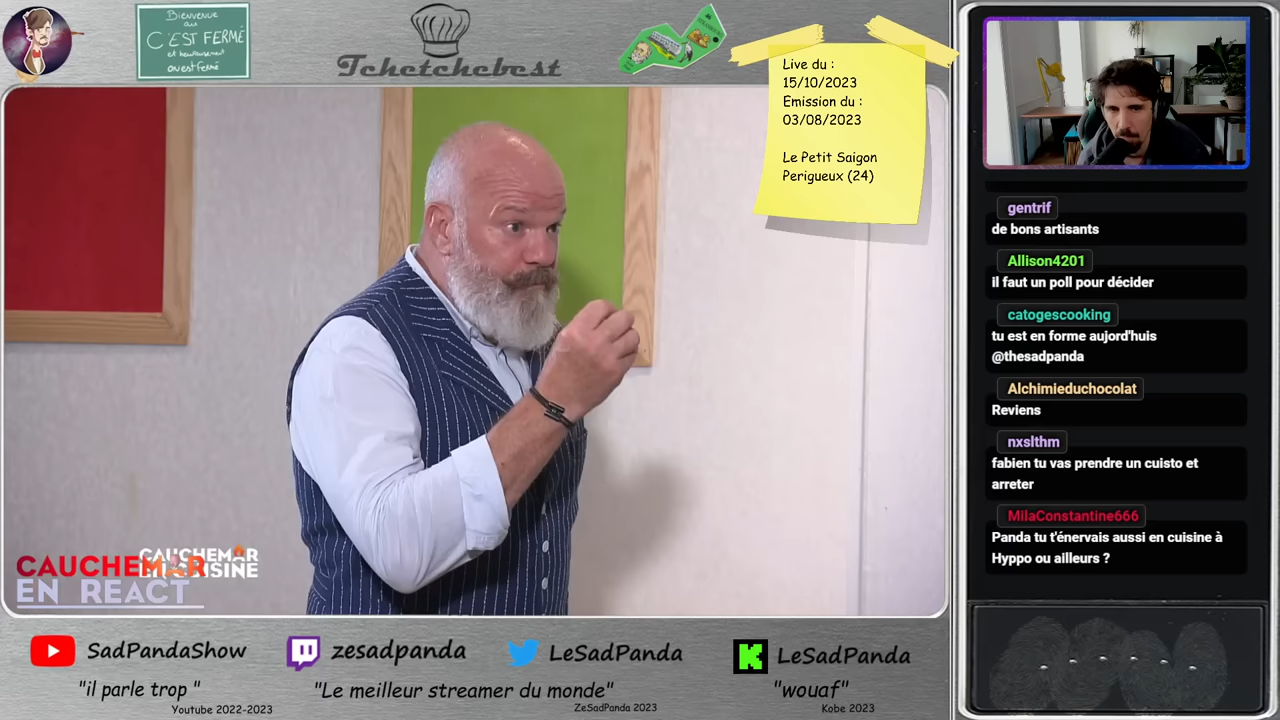 Bienvenue
au
C'EST FERMÉ
et heureusement
on est fermé
Tchetchebest
Live du :
15/10/2023
Emission du :
03/08/2023
Le Petit Saigon
Perigueux (24)
gentrif
de bons artisants
Allison4201
il faut un poll pour décider
catogescooking
tu est en forme aujord'huis
@thesadpanda
Alchimieduchocolat
Reviens
nxslthm
fabien tu vas prendre un cuisto et
arreter
MilaConstantine666
Panda tu t'énervais aussi en cuisine à
Hyppo ou ailleurs ?
CAUCHEMAR
EN CUISINE
CAUCHEMAR
EN REACT
SadPandaShow
zesadpanda
LeSadPanda
LeSadPanda
"il parle trop "
Youtube 2022-2023
"Le meilleur streamer du monde"
ZeSadPanda 2023
"wouaf"
Kobe 2023